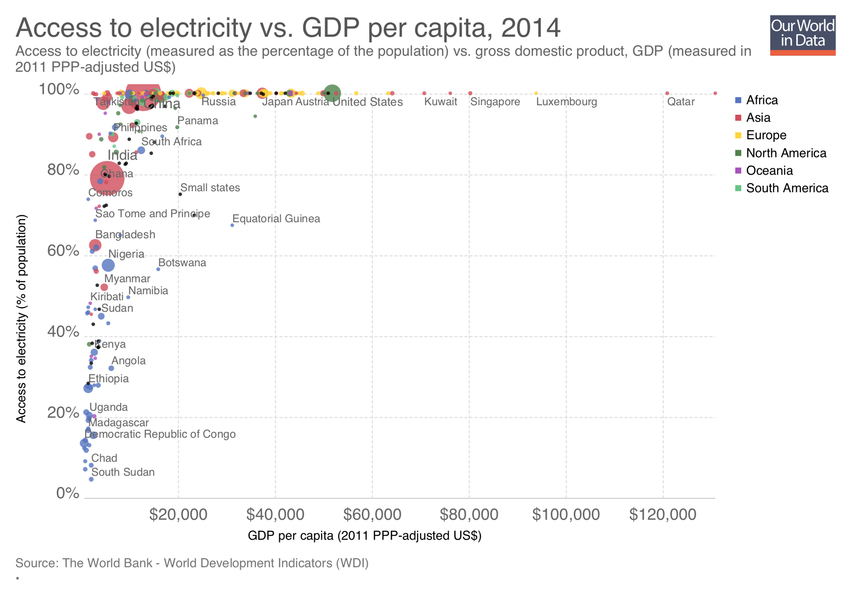 Access to electricity vs. GDP per capita, 2014
Access to electricity (measured as the percentage of the population) vs. gross domestic product, GDP (measured in
2011 PPP-adjusted US$)
Our World
in Data
100%
Russia
Japan
Austria
United States
Kuwait
Singapore
Luxembourg
Qatar
Africa
Asia
Europe
North America
Oceania
South America
Panama
Philippines
South Africa
India
80%
Small states
Comoros
Sao Tome and Principe
Equatorial Guinea
Bangladesh
60%
Nigeria
Botswana
Myanmar
Namibia
Kiribati
Sudan
40%
Kenya
Angola
Ethiopia
20%
Uganda
Madagascar
Democratic Republic of Congo
Chad
South Sudan
0%
Access to electricity (% of population)
$20,000
$40,000
$60,000
$80,000
$100,000
$120,000
GDP per capita (2011 PPP-adjusted US$)
Source: The World Bank - World Development Indicators (WDI)